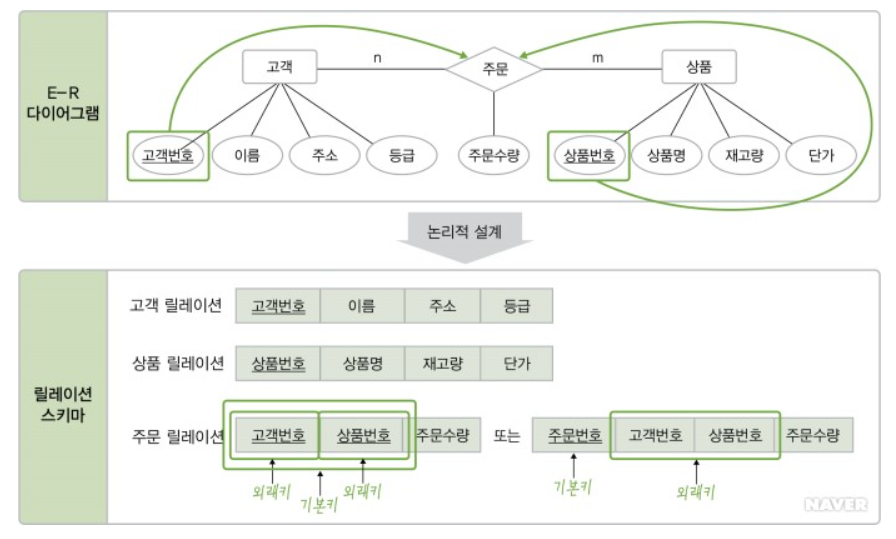 E-R
다이어그램
고객 n 주문 m 상품
고객번호 이름 주소 등급 주문수량 상품번호 상품명 재고량 단가
논리적 설계
릴레이션
스키마
고객 릴레이션 고객번호 이름 주소 등급
상품 릴레이션 상품번호 상품명 재고량 단가
주문 릴레이션 고객번호 상품번호 주문수량 또는 주문번호 고객번호 상품번호 주문수량
외래키 기본키 외래키 기본키 외래키
NAVER